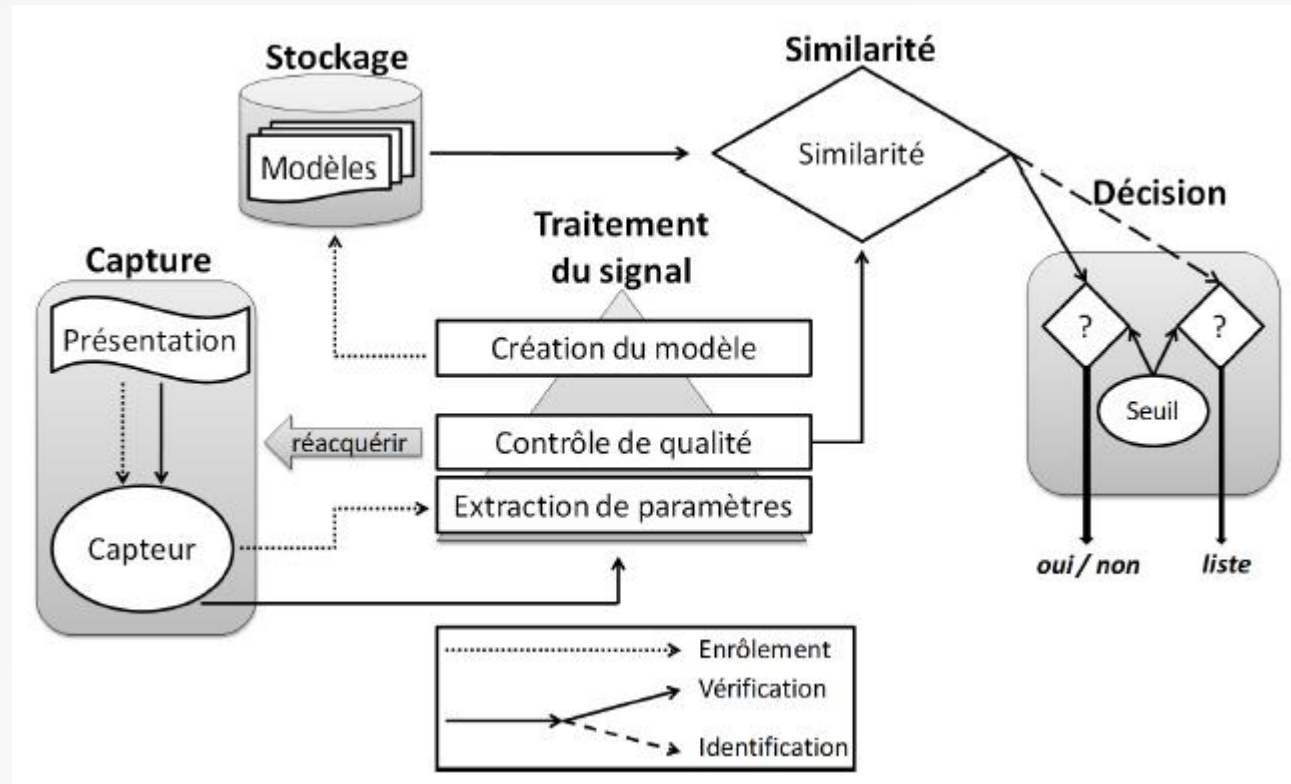 Stockage
Modèles
Similarité
Similarité
Décision
?
?
Seuil
oui / non
liste
Traitement
du signal
Création du modèle
Contrôle de qualité
Extraction de paramètres
réacquérir
Capture
Présentation
Capteur
Enrôlement
Vérification
Identification